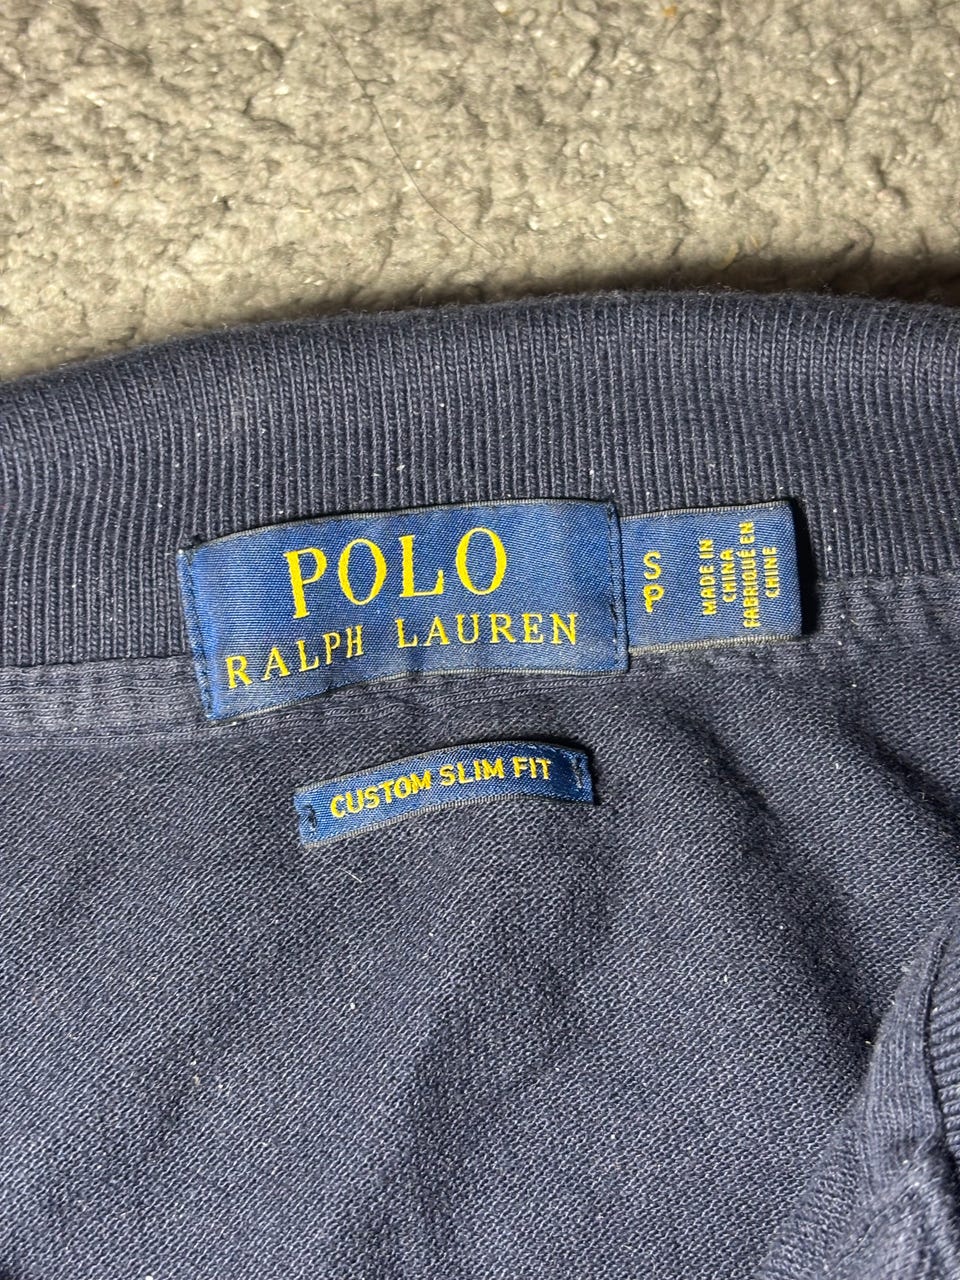 POLO
RALPH LAUREN
S
P
MADE IN
CHINA
FABRIQUÉ EN
CHINE
CUSTOM SLIM FIT